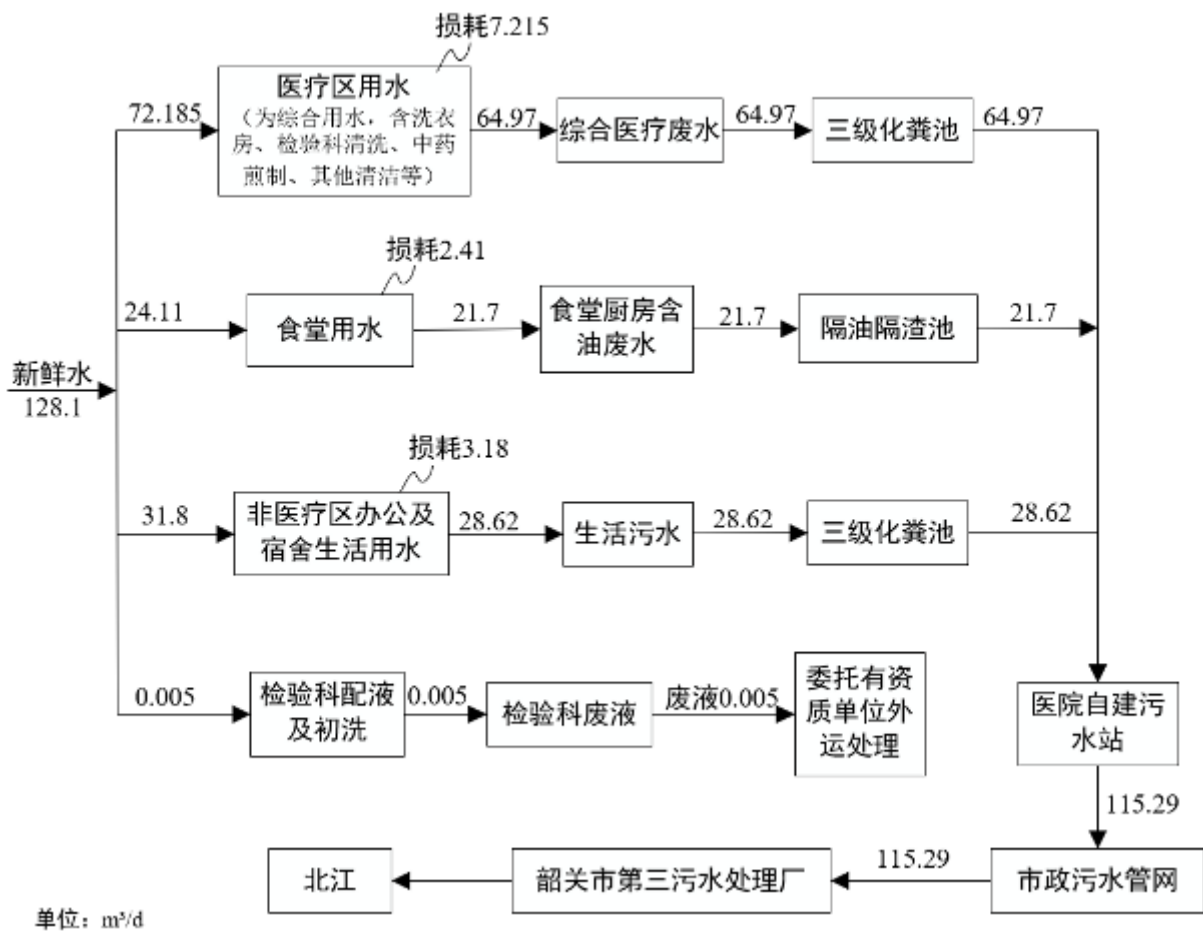 损耗7.215
医疗区用水
（为综合用水，含洗衣
房、检验科清洗、中药
煎制、其他清洁等）
72.185
64.97
综合医疗废水
64.97
三级化粪池
64.97
损耗2.41
24.11
食堂用水
21.7
食堂厨房含
油废水
21.7
隔油隔渣池
21.7
新鲜水
128.1
损耗3.18
31.8
非医疗区办公及
宿舍生活用水
28.62
生活污水
28.62
三级化粪池
28.62
0.005
检验科配液
及初洗
0.005
检验科废液
废液0.005
委托有资
质单位外
运处理
医院自建污
水站
115.29
北江
韶关市第三污水处理厂
115.29
市政污水管网
单位：m³/d